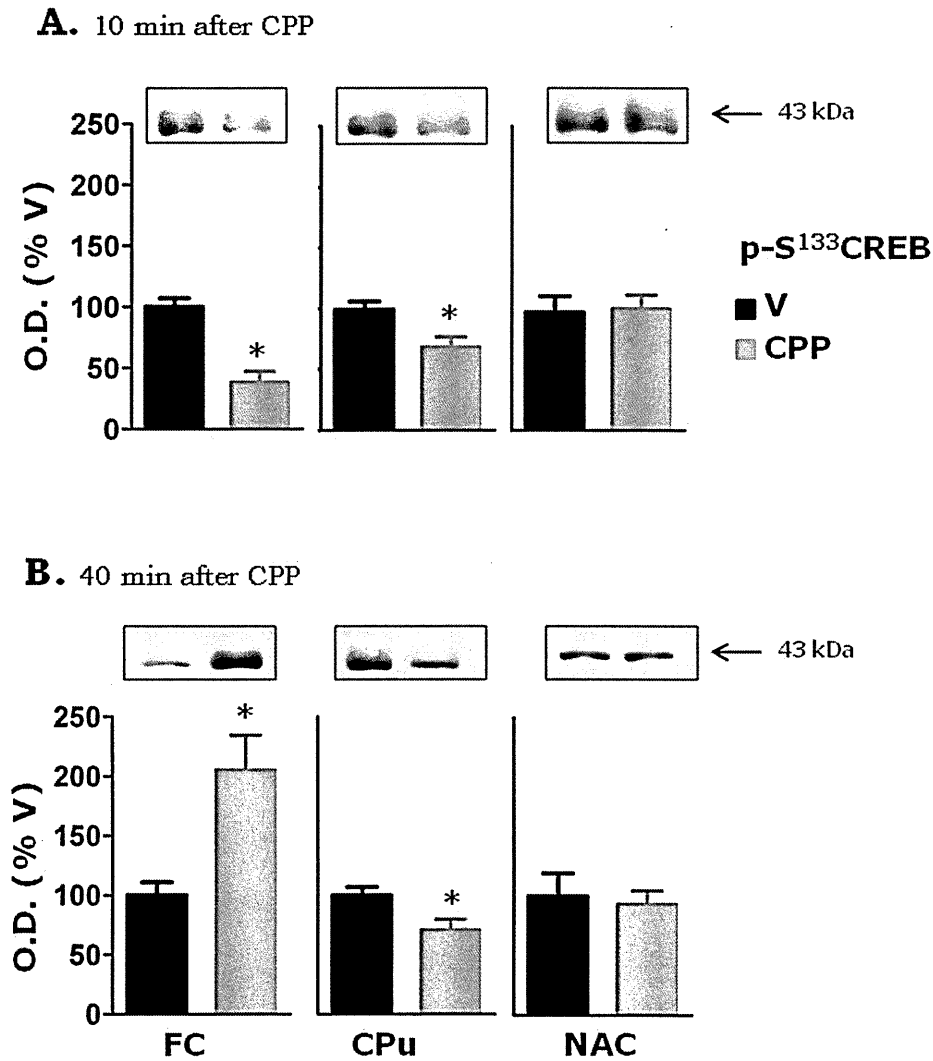 A. 10 min after CPP
43 kDa
250
200
150
100
50
0
O.D. (% V)
*
*
p-S¹³³CREB
V
CPP
B. 40 min after CPP
43 kDa
250
200
150
100
50
0
O.D. (% V)
*
*
FC CPu NAC